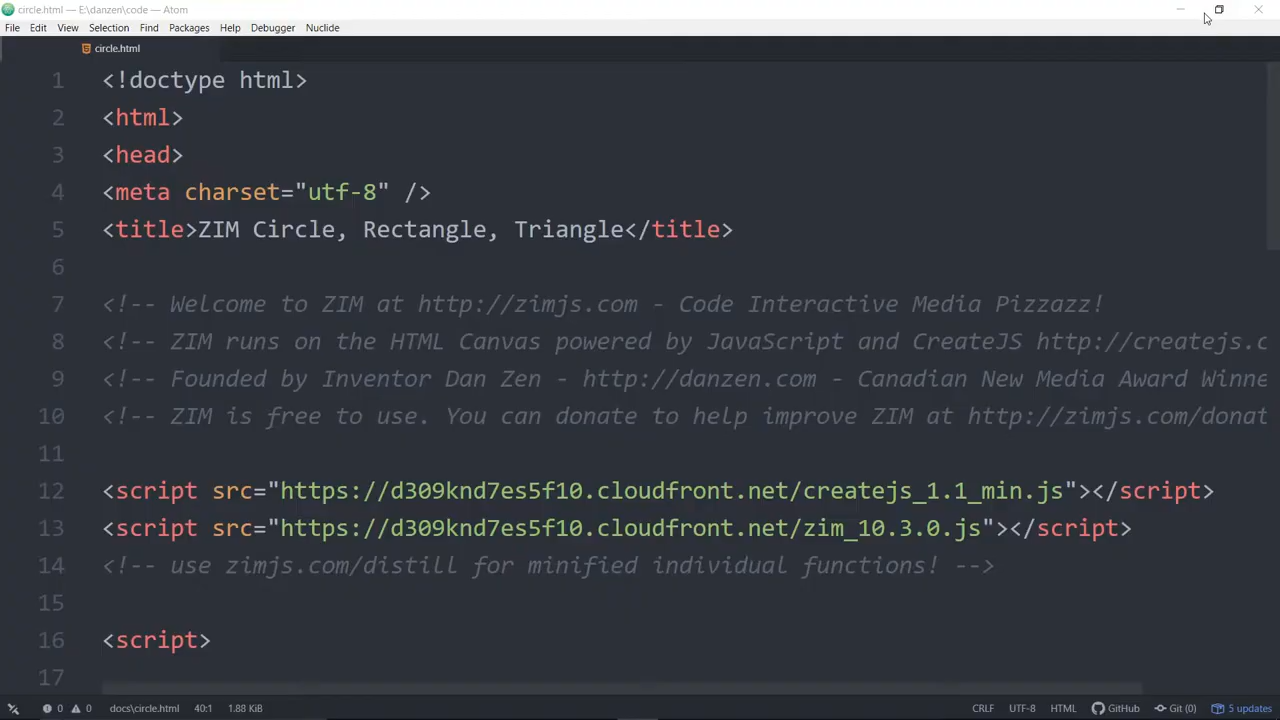 circle.html — E:\danzen\code — Atom
File Edit View Selection Find Packages Help Debugger Nuclide
circle.html
1 <!doctype html>
2 <html>
3 <head>
4 <meta charset="utf-8" />
5 <title>ZIM Circle, Rectangle, Triangle</title>
6
7 <!-- Welcome to ZIM at http://zimjs.com - Code Interactive Media Pizzazz!
8 <!-- ZIM runs on the HTML Canvas powered by JavaScript and CreateJS http://createjs.c
9 <!-- Founded by Inventor Dan Zen - http://danzen.com - Canadian New Media Award Winne
10 <!-- ZIM is free to use. You can donate to help improve ZIM at http://zimjs.com/donat
11
12 <script src="https://d309knd7es5f10.cloudfront.net/createjs_1.1_min.js"></script>
13 <script src="https://d309knd7es5f10.cloudfront.net/zim_10.3.0.js"></script>
14 <!-- use zimjs.com/distill for minified individual functions! -->
15
16 <script>
17
0 0 docs\circle.html 40:1 1.88 KiB CRLF UTF-8 HTML GitHub Git (0) 5 updates